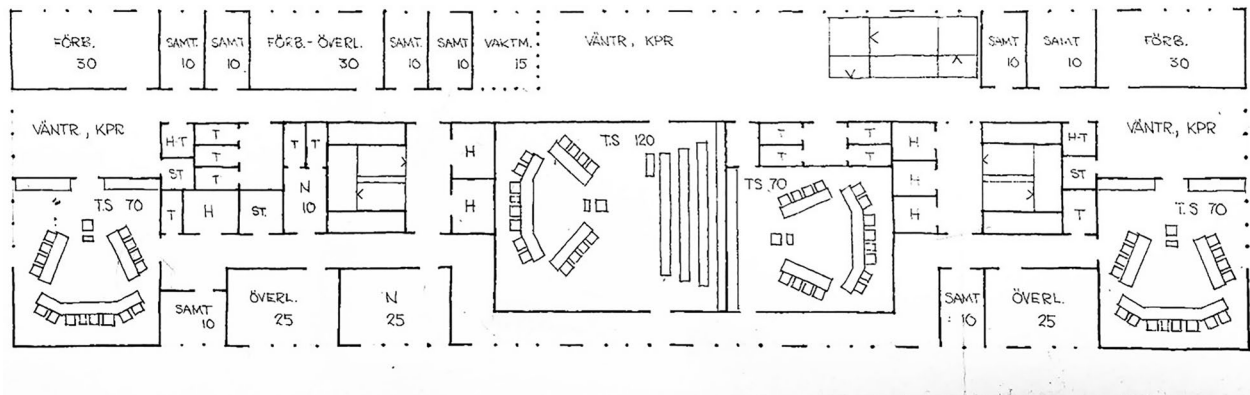 FÖRB.
30
SAMT.
10
SAMT
10
FÖRB.-ÖVERL.
30
SAMT.
10
SAMT
10
VAKTM.
15
VÄNTR, KPR
SAMT
10
SAMT
10
FÖRB.
30
VÄNTR, KPR
H-T
T
T
T
ST
T
H
ST.
T
T
N
10
H
H
T.S 120
T
T
T
T
TS 70
H
H
H
H-T
ST
T
VÄNTR, KPR
T.S 70
T.S 70
SAMT
10
ÖVERL.
25
N
25
SAMT
10
ÖVERL.
25